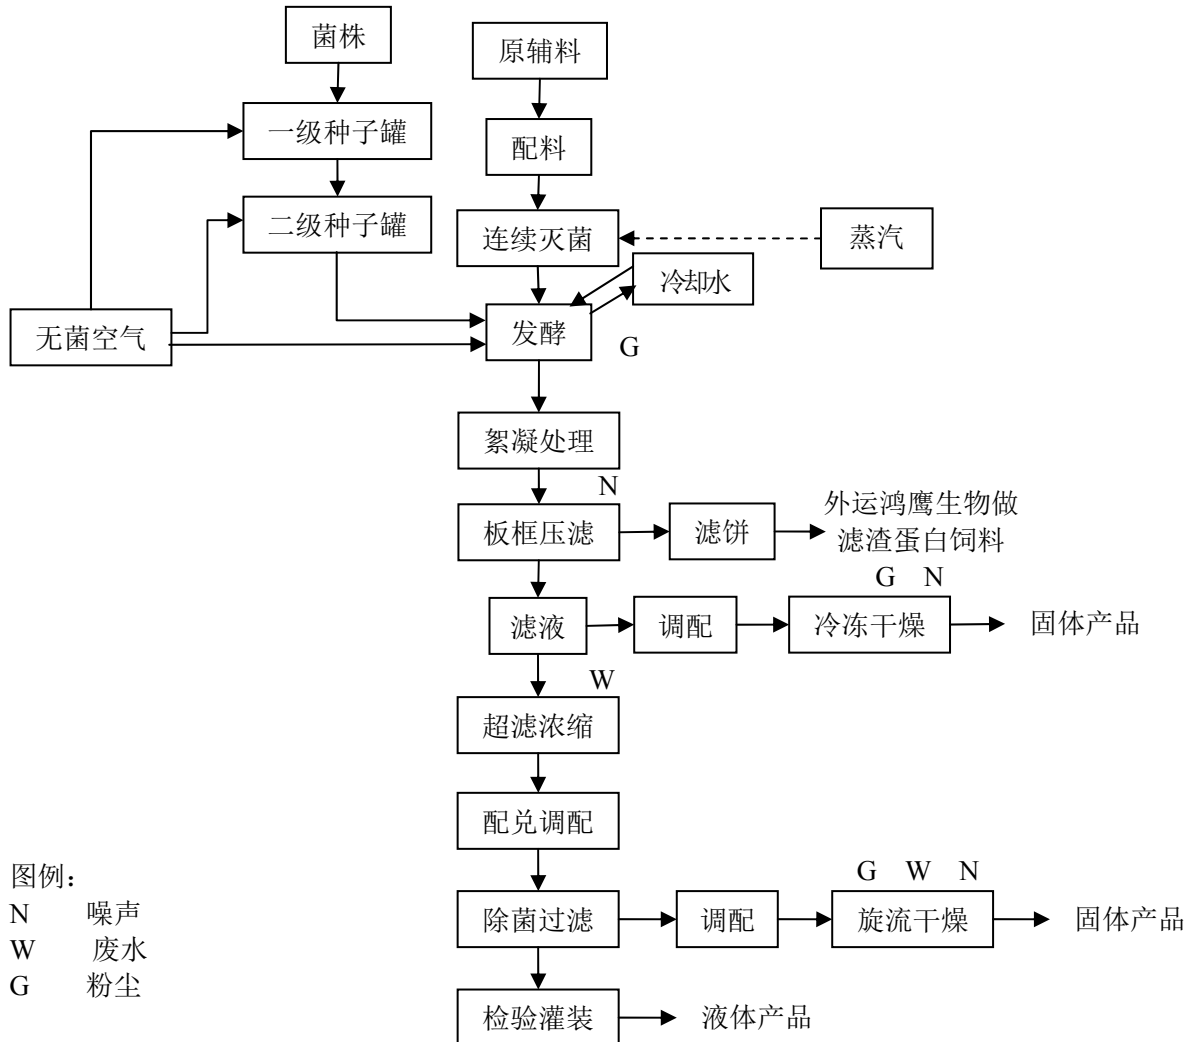 菌株
原辅料
一级种子罐
配料
二级种子罐
连续灭菌
蒸汽
冷却水
无菌空气
发酵
G
絮凝处理
N
板框压滤
滤饼
外运鸿鹰生物做
滤渣蛋白饲料
G N
滤液
调配
冷冻干燥
固体产品
W
超滤浓缩
配兑调配
G W N
除菌过滤
调配
旋流干燥
固体产品
检验灌装
液体产品
图例：
N 噪声
W 废水
G 粉尘